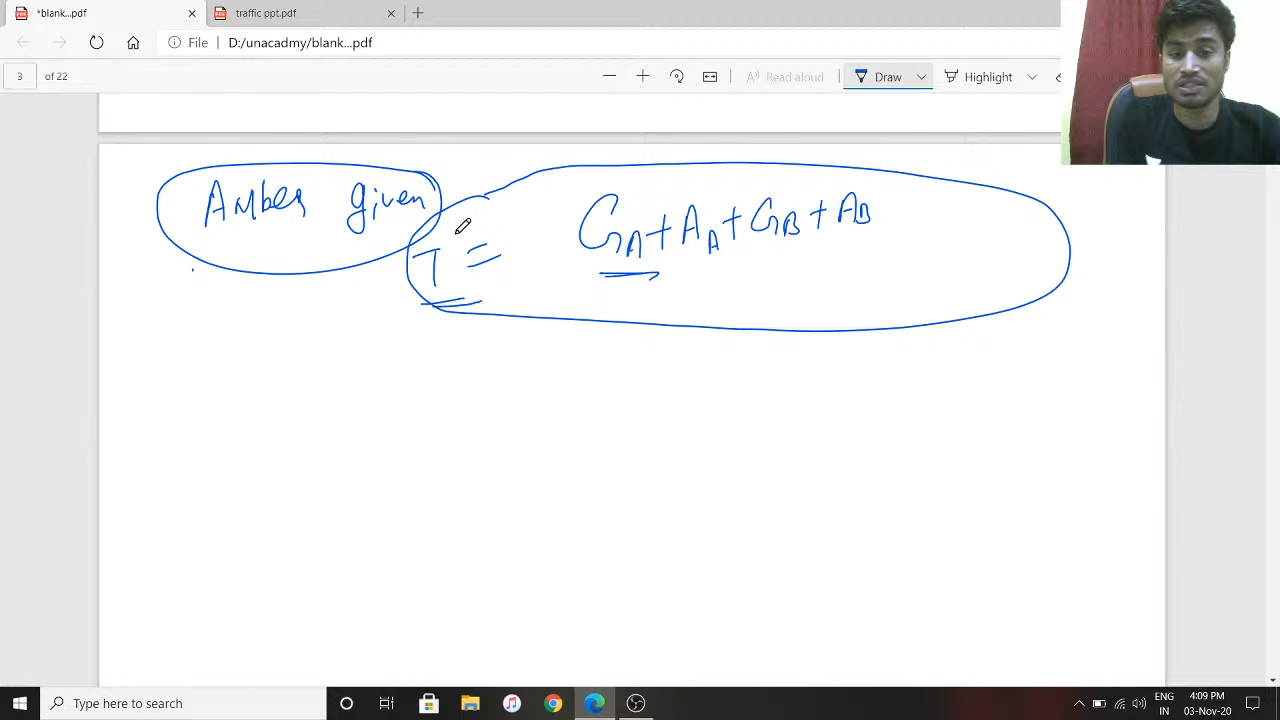 *blank...pdf
traffic ppt.pdf
File D:/unacadmy/blank...pdf
3 of 22
Read aloud
Draw
Highlight
Amber given
T = GA + AA + GB + AB
Type here to search
ENG
IN
4:09 PM
03-Nov-20